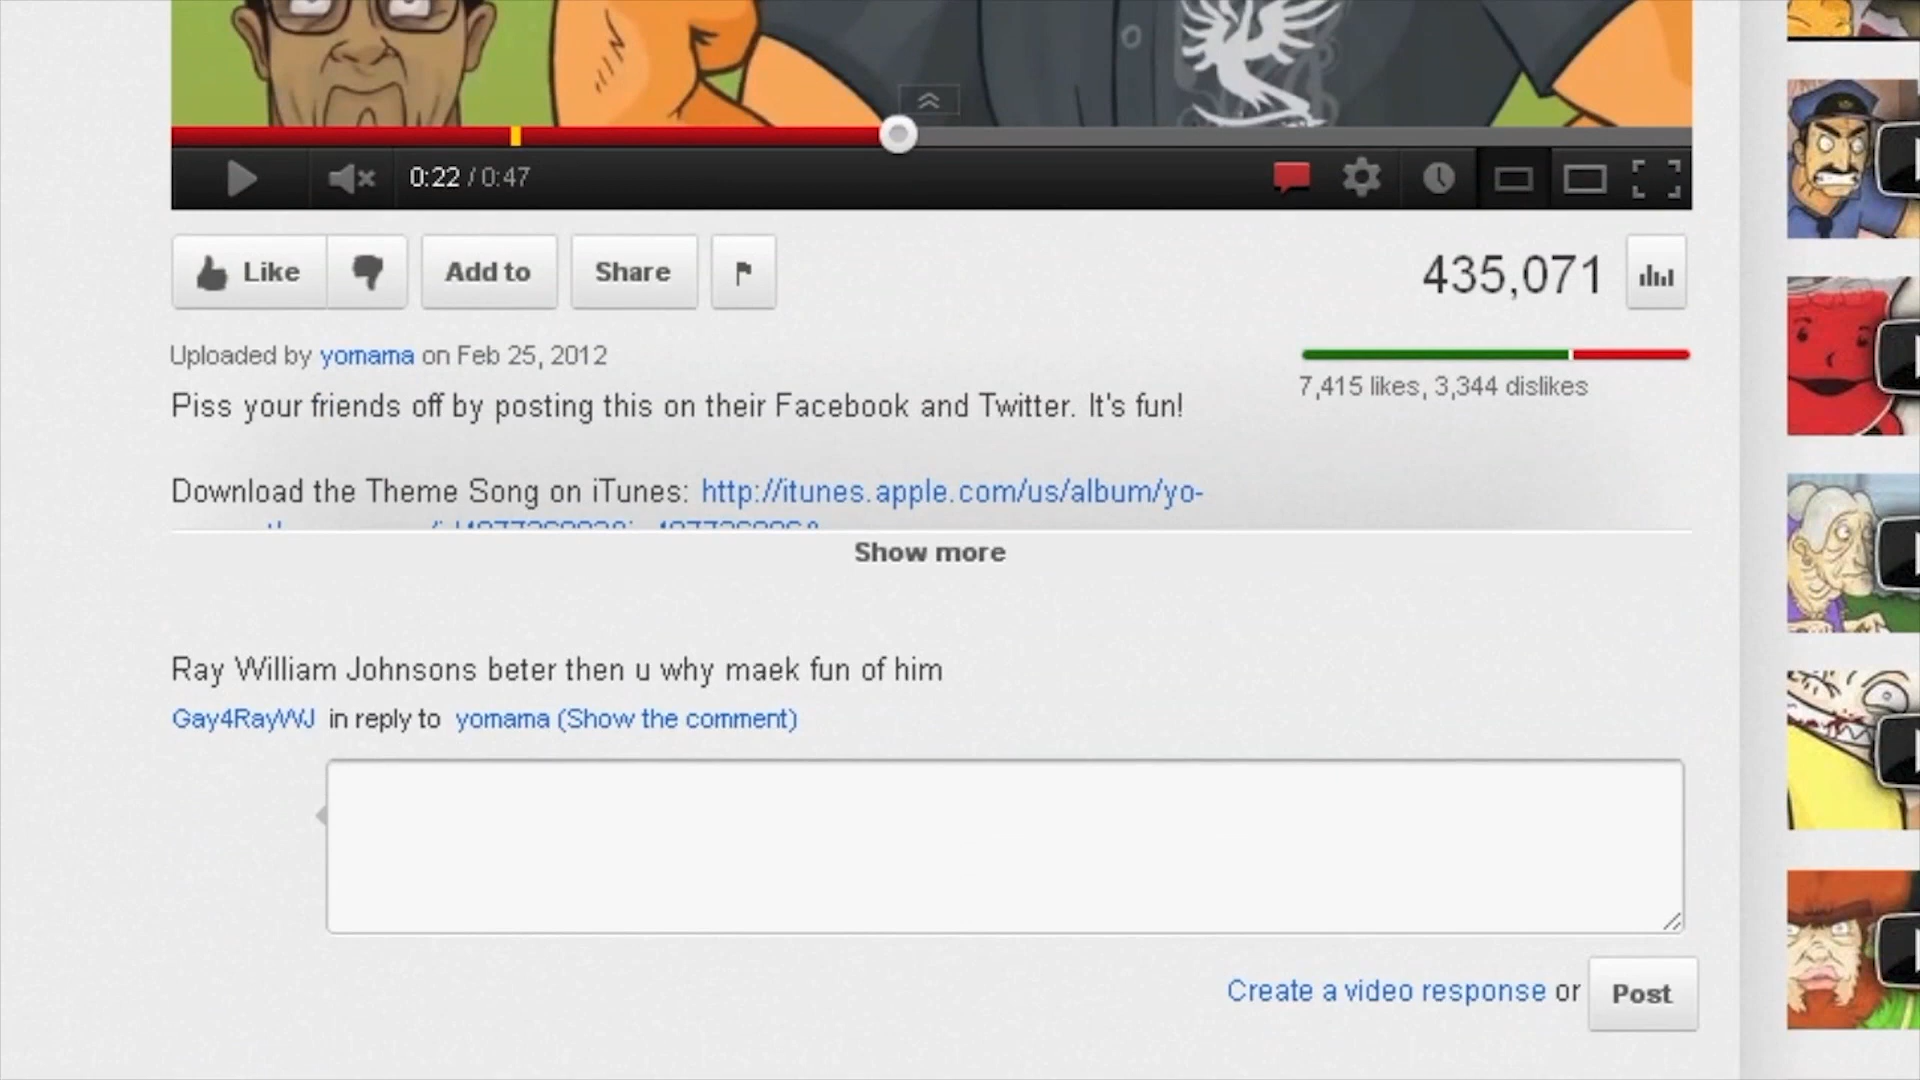 0:22 / 0:47
Like
Add to
Share
435,071
Uploaded by yomama on Feb 25, 2012
7,415 likes, 3,344 dislikes
Piss your friends off by posting this on their Facebook and Twitter. It's fun!
Download the Theme Song on iTunes: http://itunes.apple.com/us/album/yo-
Show more
Ray William Johnsons beter then u why maek fun of him
Gay4RayWJ in reply to yomama (Show the comment)
Create a video response or
Post